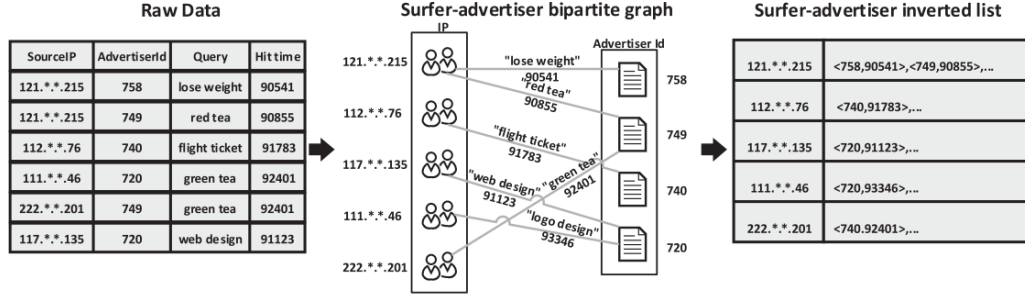 Raw Data
SourceIP AdvertiserId Query Hit time
121.*.*.215 758 lose weight 90541
121.*.*.215 749 red tea 90855
112.*.*.76 740 flight ticket 91783
111.*.*.46 720 green tea 92401
222.*.*.201 749 green tea 92401
117.*.*.135 720 web design 91123
Surfer-advertiser bipartite graph
IP
Advertiser Id
121.*.*.215
112.*.*.76
117.*.*.135
111.*.*.46
222.*.*.201
"lose weight"
90541
"red tea"
90855
"flight ticket"
91783
"green tea"
92401
"web design"
91123
"logo design"
93346
758
749
740
720
Surfer-advertiser inverted list
121.*.*.215 <758,90541>,<749,90855>,...
112.*.*.76 <740,91783>,...
117.*.*.135 <720,91123>,...
111.*.*.46 <720,93346>,...
222.*.*.201 <740.92401>,...